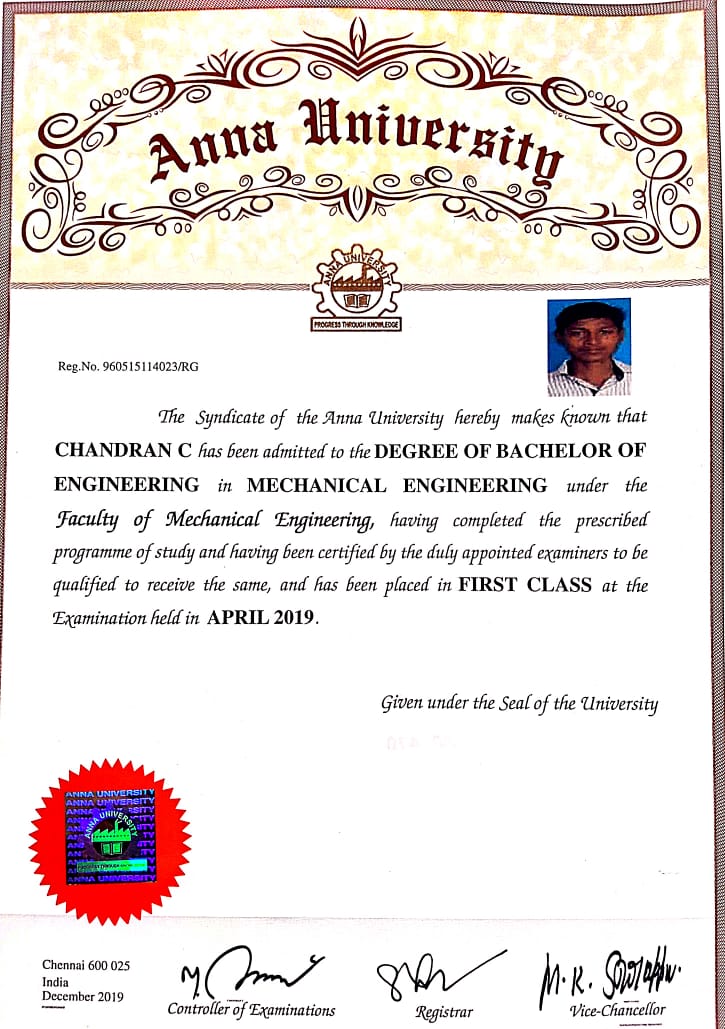 Anna University
ANNA UNIVERSITY
PROGRESS THROUGH KNOWLEDGE
Reg.No. 960515114023/RG
The Syndicate of the Anna University hereby makes known that
CHANDRAN C has been admitted to the DEGREE OF BACHELOR OF
ENGINEERING in MECHANICAL ENGINEERING under the
Faculty of Mechanical Engineering, having completed the prescribed
programme of study and having been certified by the duly appointed examiners to be
qualified to receive the same, and has been placed in FIRST CLASS at the
Examination held in APRIL 2019.
Given under the Seal of the University
ANNA UNIVERSITY
ANNA UNIVERSITY
ANNA UNIVERSITY
PROGRESS THROUGH KNOWLEDGE
ANNA UNIVERSITY
Chennai 600 025
India
December 2019
Controller of Examinations
Registrar
M. K.
Vice-Chancellor